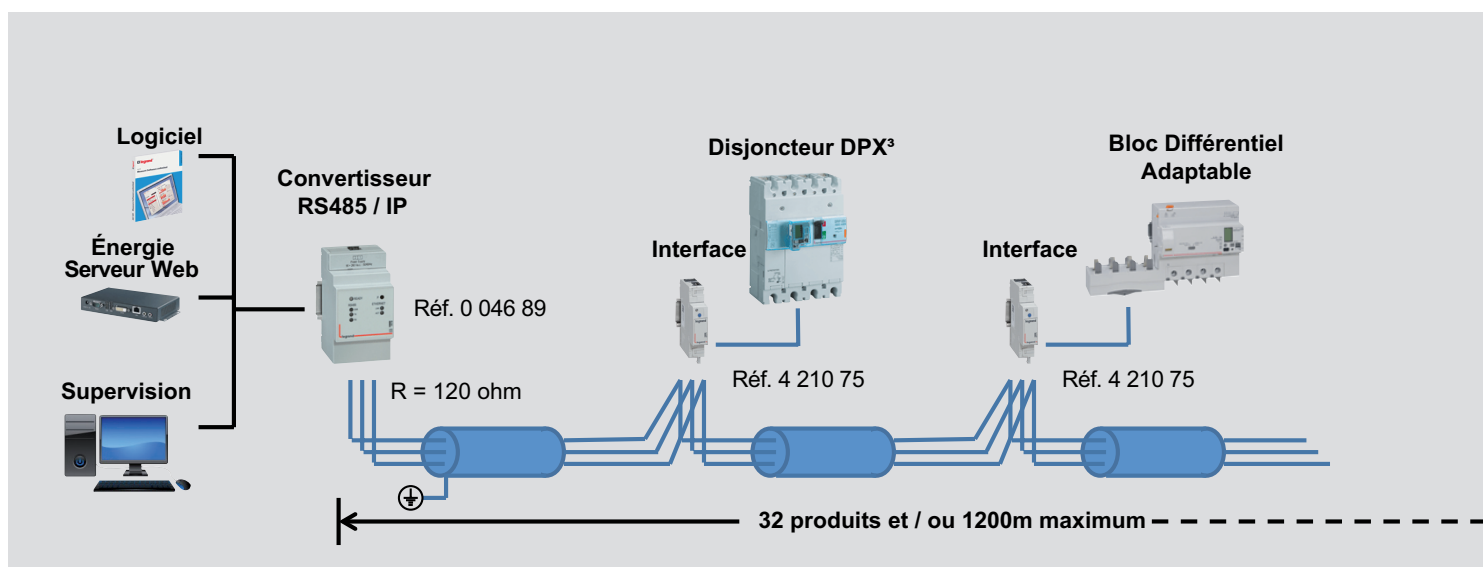 Logiciel
Énergie
Serveur Web
Supervision
Convertisseur
RS485 / IP
Réf. 0 046 89
R = 120 ohm
Interface
Disjoncteur DPX³
Réf. 4 210 75
Interface
Bloc Différentiel
Adaptable
Réf. 4 210 75
32 produits et / ou 1200m maximum